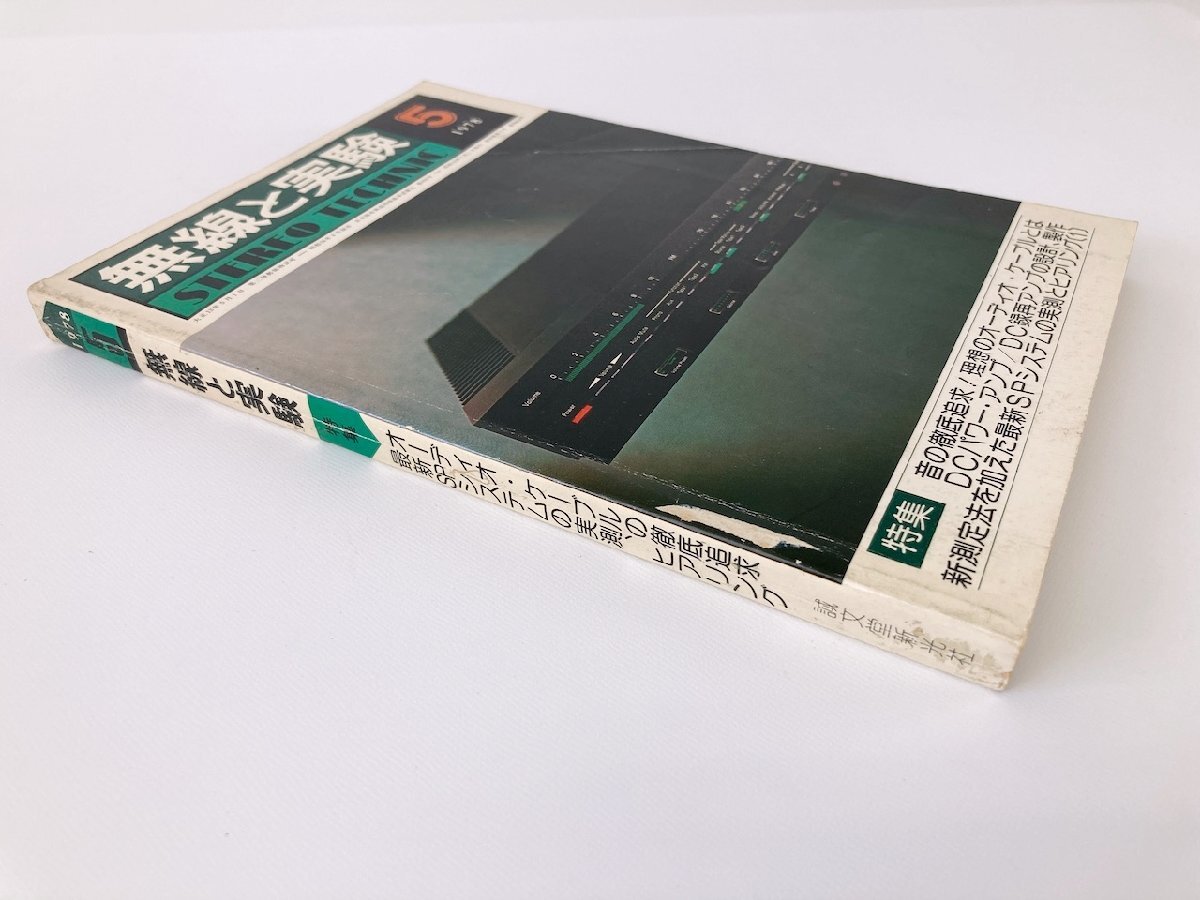 5
1978
無線と実験
STEREO TECHNIC
Volume
Power
特集
音の徹底追求！理想のオーディオ・ケーブルとは
DCパワー・アンプ／DC録再アンプの設計・製作
新測定法を加えた最新SPシステムの実測とヒアリング(1)
1978
5
無線と実験
特集
オーディオ・ケーブルの徹底追求
最新SPシステムの実測、ヒアリング
誠文堂新光社